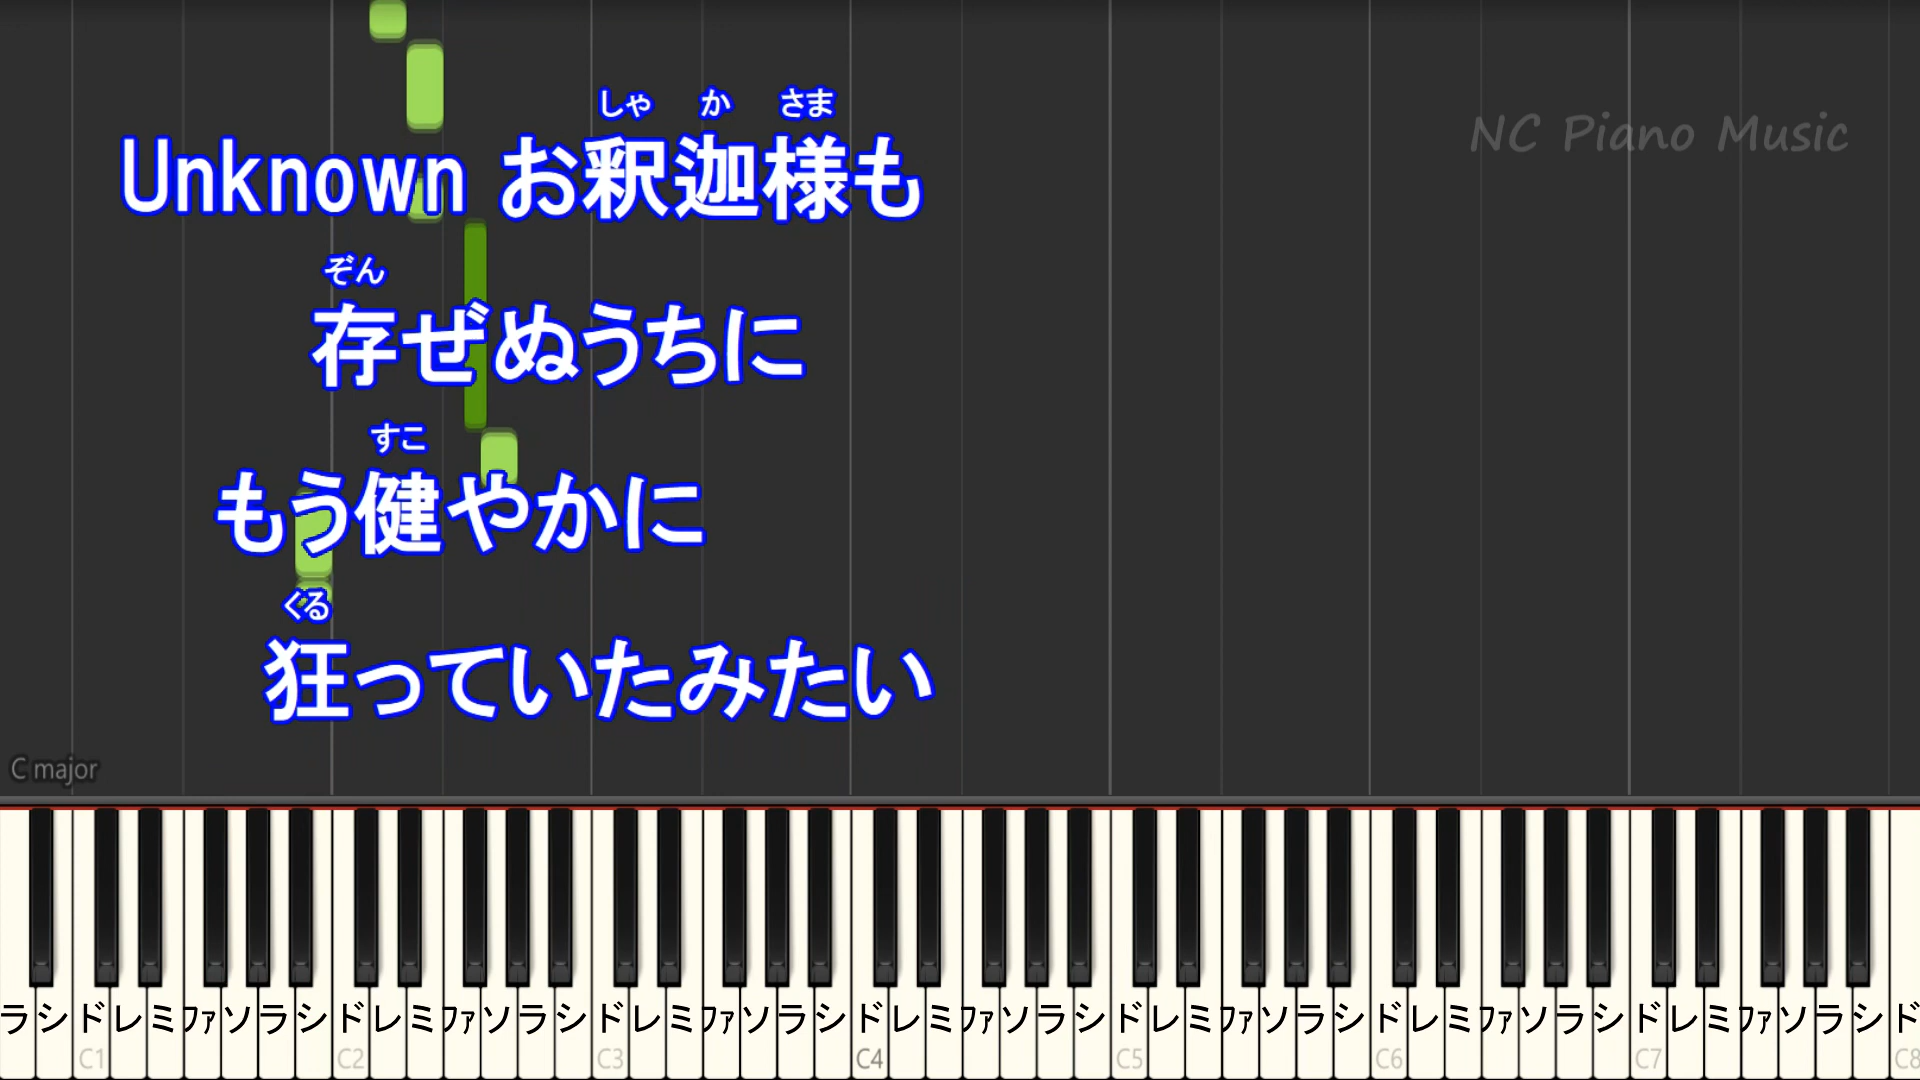 しゃ か さま
Unknown お釈迦様も
NC Piano Music
ぞん
存ぜぬうちに
すこ
もう健やかに
くる
狂っていたみたい
C major
ラシドレミファソラシドレミファソラシドレミファソラシドレミファソラシドレミファソラシドレミファソラシドレミファソラシド
C1 C2 C3 C4 C5 C6 C7 C8